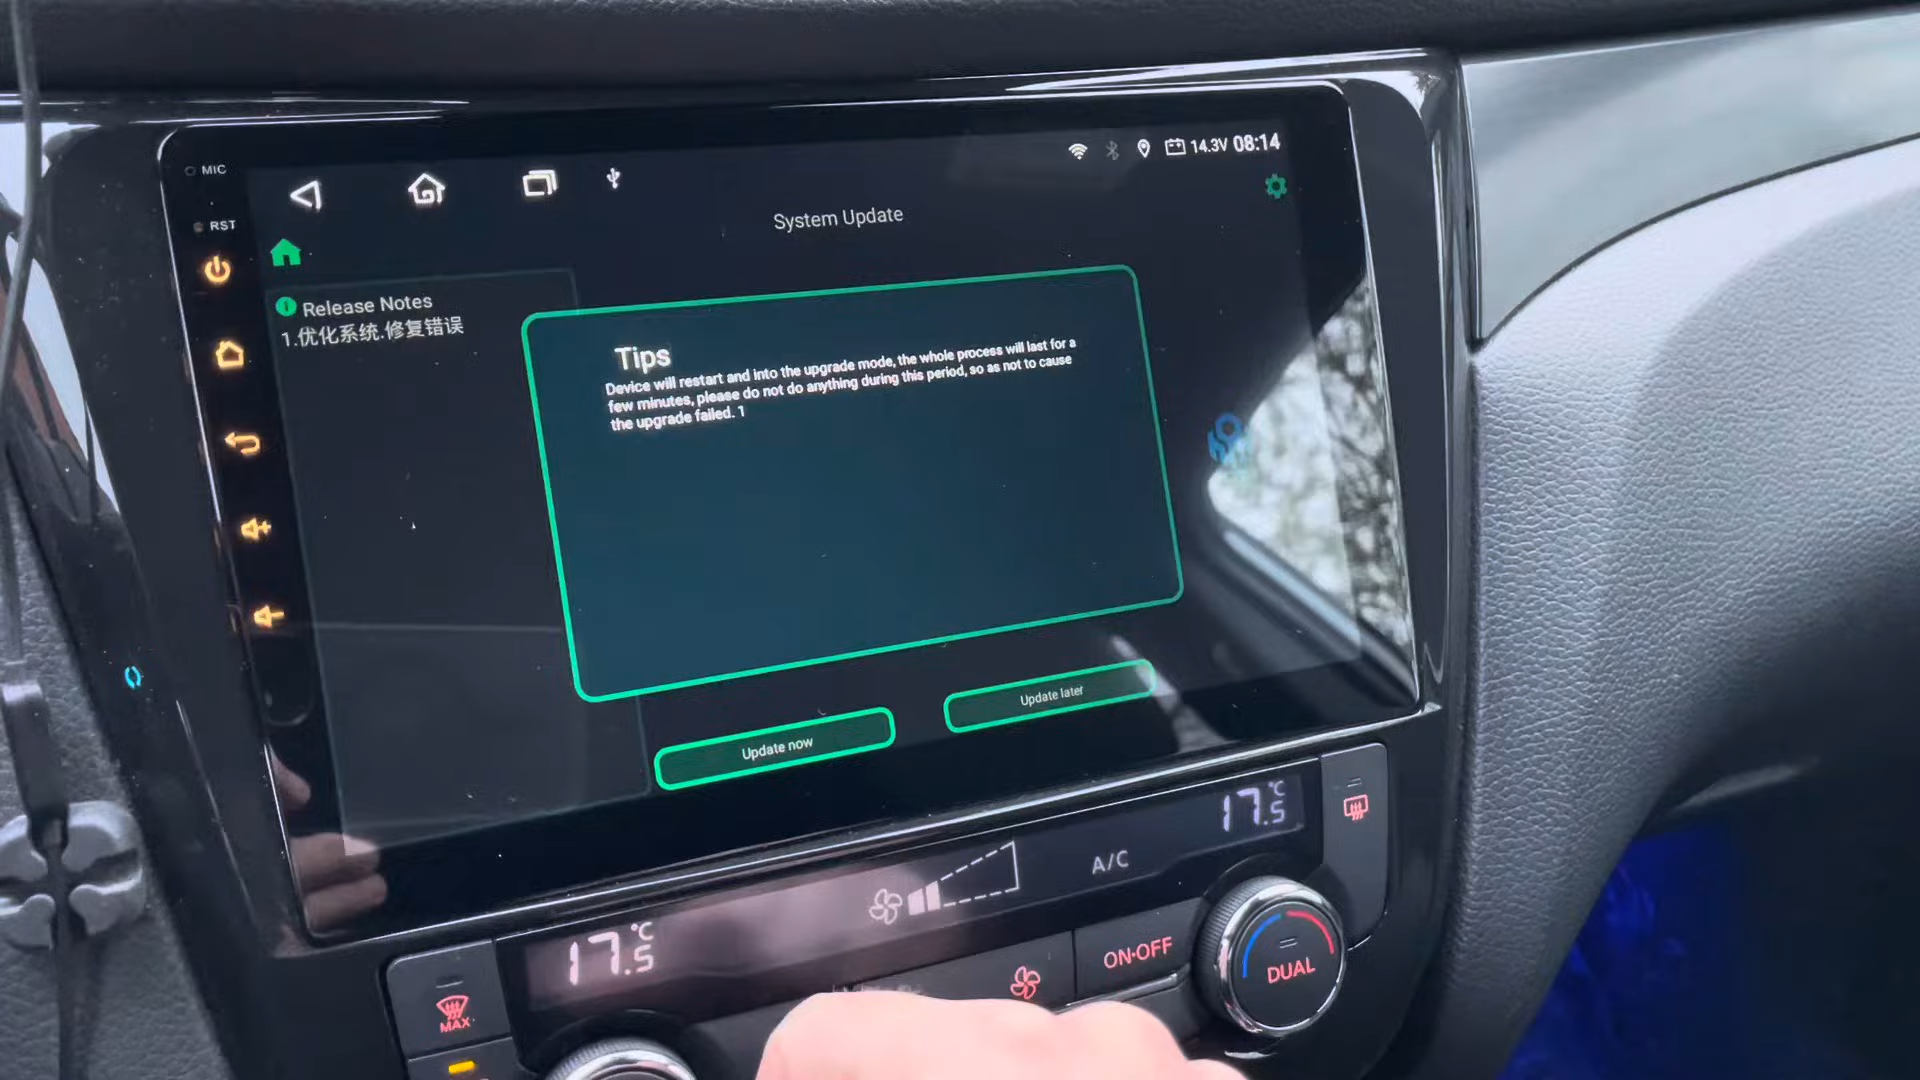 MIC
14.3V 08:14
RST
System Update
Release Notes
1.优化系统.修复错误
Tips
Device will restart and into the upgrade mode, the whole process will last for a
few minutes, please do not do anything during this period, so as not to cause
the upgrade failed. 1
Update now
Update later
17.5°C
A/C
17.5°C
MAX
ON·OFF
DUAL